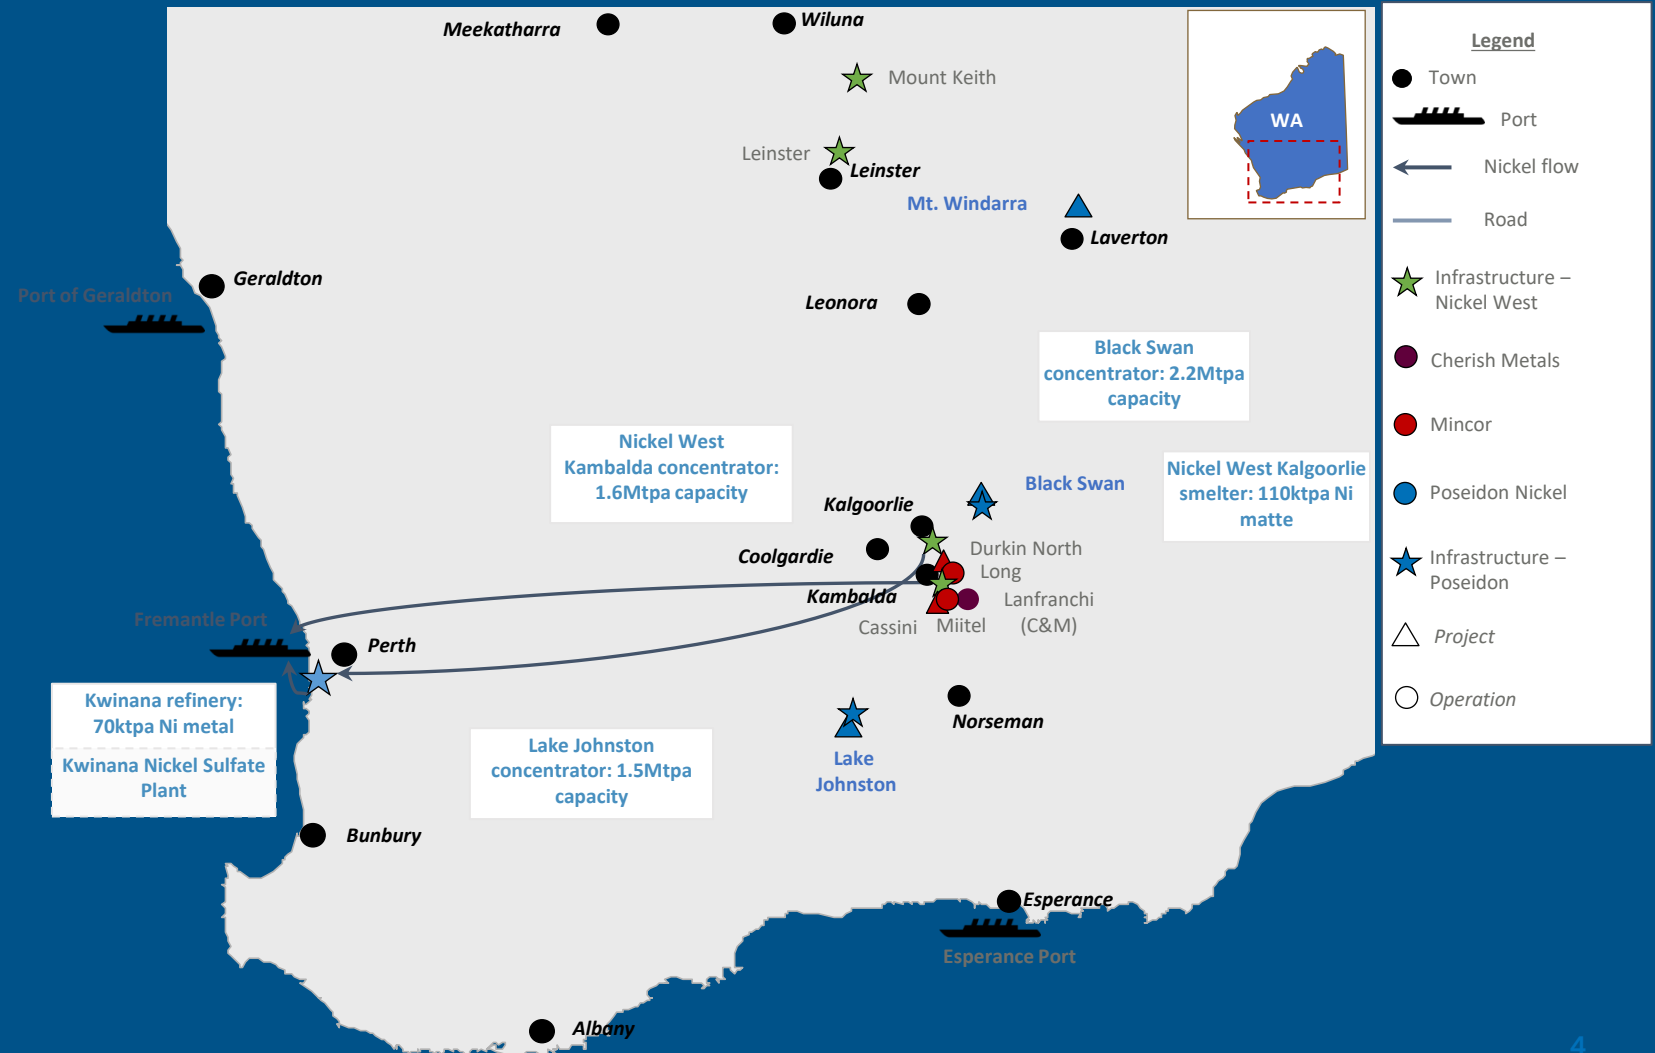 Meekatharra
Wiluna
Mount Keith
Leinster
Leinster
Mt. Windarra
Laverton
Geraldton
Port of Geraldton
Leonora
Black Swan
concentrator: 2.2Mtpa
capacity
Nickel West
Kambalda concentrator:
1.6Mtpa capacity
Nickel West Kalgoorlie
smelter: 110ktpa Ni
matte
Black Swan
Kalgoorlie
Coolgardie
Durkin North
Long
Kambalda
Lanfranchi
(C&M)
Cassini
Miitel
Fremantle Port
Perth
Kwinana refinery:
70ktpa Ni metal
Kwinana Nickel Sulfate
Plant
Norseman
Lake Johnston
concentrator: 1.5Mtpa
capacity
Lake
Johnston
Bunbury
Esperance
Esperance Port
Albany
WA
Legend
Town
Port
Nickel flow
Road
Infrastructure –
Nickel West
Cherish Metals
Mincor
Poseidon Nickel
Infrastructure –
Poseidon
Project
Operation
4